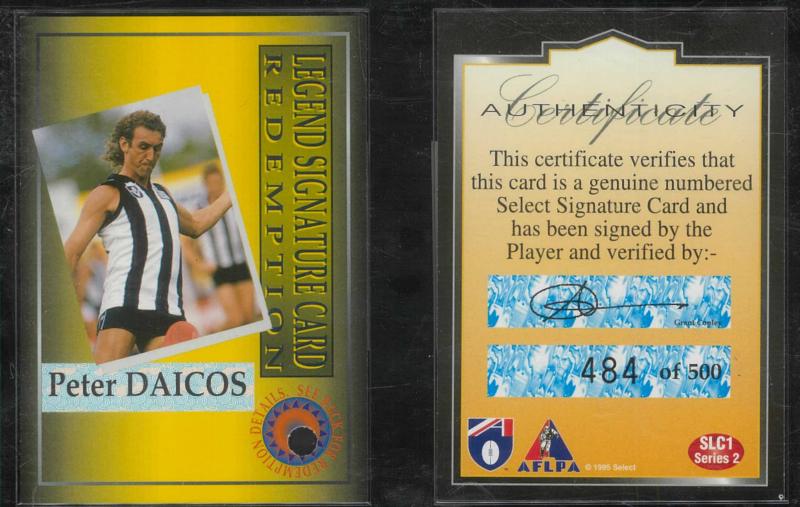 LEGEND SIGNATURE CARD
REDEMPTION
Peter DAICOS
SEE BACK FOR REDEMPTION DETAILS.
Certificate
AUTHENTICITY
This certificate verifies that
this card is a genuine numbered
Select Signature Card and
has been signed by the
Player and verified by:-
484 of 500
A
AFLPA
© 1995 Select
SLC1
Series 2